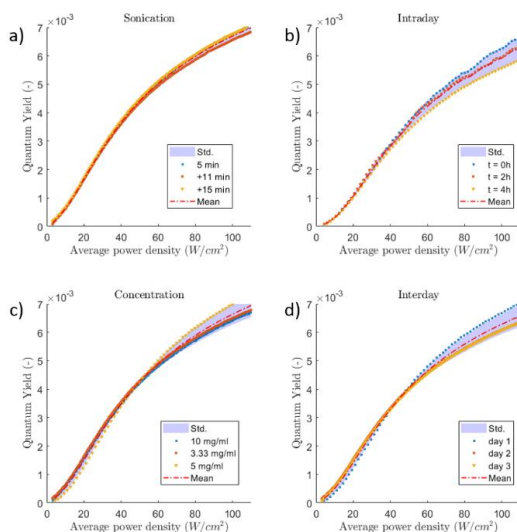 a)
Sonication
×10⁻³
7
6
5
4
3
2
1
0
Quantum Yield (-)
Std.
5 min
+11 min
+15 min
Mean
0 20 40 60 80 100
Average power density (W/cm²)
b)
Intraday
×10⁻³
7
6
5
4
3
2
1
0
Quantum Yield (-)
Std.
t = 0h
t = 2h
t = 4h
Mean
0 20 40 60 80 100
Average power density (W/cm²)
c)
Concentration
×10⁻³
7
6
5
4
3
2
1
0
Quantum Yield (-)
Std.
10 mg/ml
3.33 mg/ml
5 mg/ml
Mean
0 20 40 60 80 100
Average power density (W/cm²)
d)
Interday
×10⁻³
7
6
5
4
3
2
1
0
Quantum Yield (-)
Std.
day 1
day 2
day 3
Mean
0 20 40 60 80 100
Average power density (W/cm²)